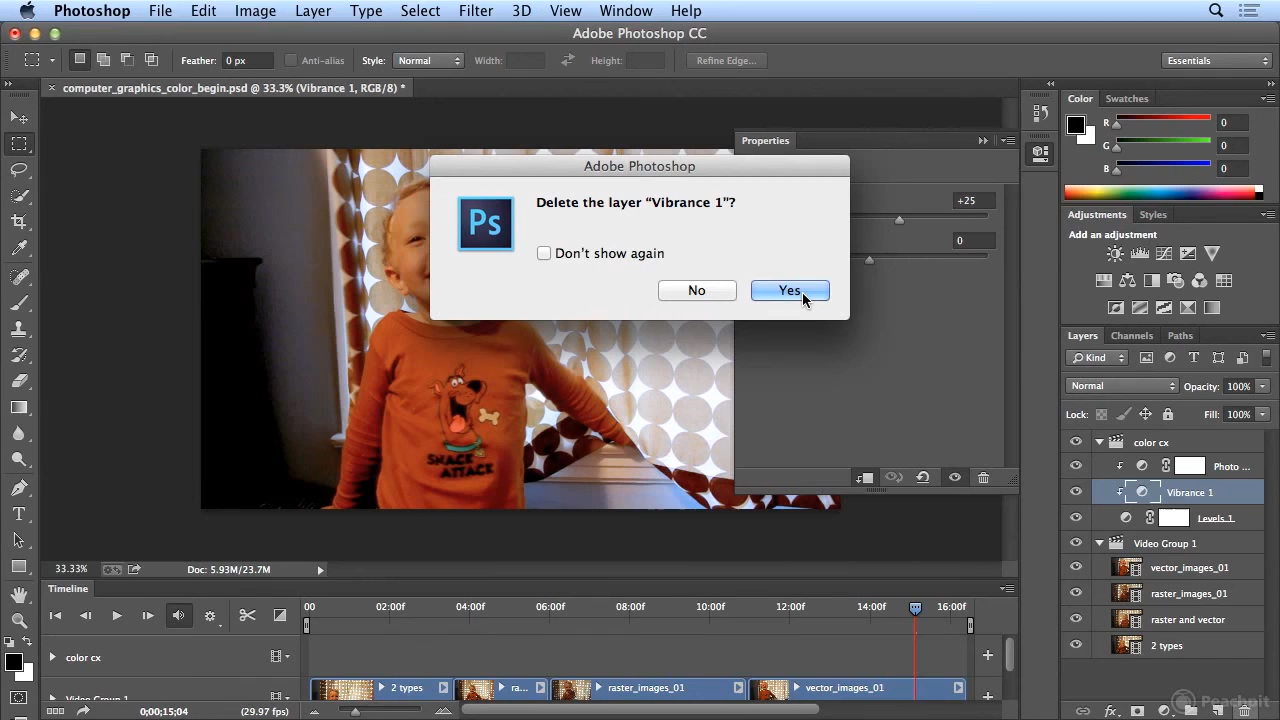 Photoshop File Edit Image Layer Type Select Filter 3D View Window Help
Adobe Photoshop CC
Feather: 0 px Anti-alias Style: Normal Width: Height: Refine Edge... Essentials
computer_graphics_color_begin.psd @ 33.3% (Vibrance 1, RGB/8) *
Color Swatches
R 0
G 0
B 0
Properties
+25
0
Adobe Photoshop
Ps
Delete the layer “Vibrance 1”?
Don't show again
No Yes
SNACK
ATTACK
Adjustments Styles
Add an adjustment
Layers Channels Paths
Kind
Normal Opacity: 100%
Lock: Fill: 100%
color cx
Photo ...
Vibrance 1
Levels 1
Video Group 1
vector_images_01
raster_images_01
raster and vector
2 types
33.33% Doc: 5.93M/23.7M
Timeline
00 02:00f 04:00f 06:00f 08:00f 10:00f 12:00f 14:00f 16:00f
color cx
2 types ra... raster_images_01 vector_images_01
Video Group 1
0;00;15;04 (29.97 fps)
Peachpit